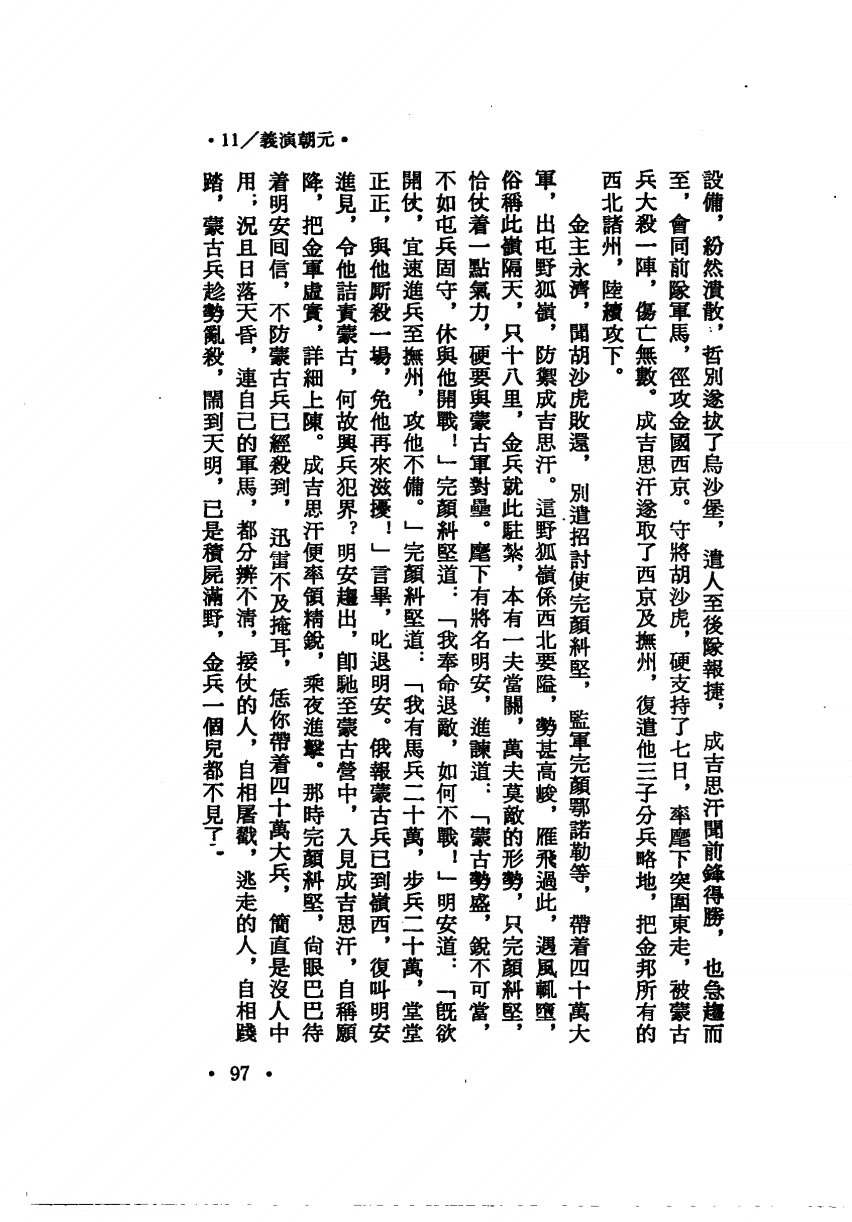 •11／義演朝元•
設備，紛然潰散，哲別遂拔了烏沙堡，遣人至後隊報捷，成吉思汗聞前鋒得勝，也急趨而
至，會同前隊軍馬，徑攻金國西京。守將胡沙虎，硬支持了七日，率麾下突圍東走，被蒙古
兵大殺一陣，傷亡無數。成吉思汗遂取了西京及撫州，復遣他三子分兵略地，把金邦所有的
西北諸州，陸續攻下。
金主永濟，聞胡沙虎敗還，別遣招討使完顏糾堅，監軍完顏鄂諾勒等，帶着四十萬大
軍，出屯野狐嶺，防禦成吉思汗。這野狐嶺係西北要隘，勢甚高峻，雁飛過此，遇風輒墮，
俗稱此嶺隔天，只十八里，金兵就此駐紮，本有一夫當關，萬夫莫敵的形勢，只完顏糾堅，
恰仗着一點氣力，硬要與蒙古軍對壘。麾下有將名明安，進諫道：「蒙古勢盛，銳不可當，
不如屯兵固守，休與他開戰！」完顏糾堅道：「我奉命退敵，如何不戰！」明安道：「旣欲
開仗，宜速進兵至撫州，攻他不備。」完顏糾堅道：「我有馬兵二十萬，步兵二十萬，堂堂
正正，與他厮殺一場，免他再來滋擾！」言畢，叱退明安。俄報蒙古兵已到嶺西，復叫明安
進見，令他詰責蒙古，何故興兵犯界？明安趨出，卽馳至蒙古營中，入見成吉思汗，自稱願
降，把金軍虛實，詳細上陳。成吉思汗便率領精銳，乘夜進擊。那時完顏糾堅，尙眼巴巴待
着明安囘信，不防蒙古兵已經殺到，迅雷不及掩耳，恁你帶着四十萬大兵，簡直是沒人中
用；況且日落天昏，連自己的軍馬，都分辨不清，接仗的人，自相屠戳，逃走的人，自相踐
踏，蒙古兵趁勢亂殺，鬧到天明，已是積屍滿野，金兵一個兒都不見了。
• 97 •